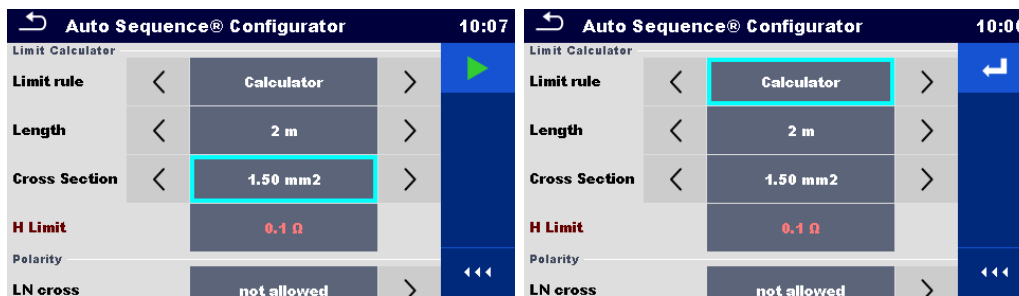 Auto Sequence® Configurator 10:07
Limit Calculator
Limit rule Calculator
Length 2 m
Cross Section 1.50 mm2
H Limit 0.1 Ω
Polarity
LN cross not allowed
Auto Sequence® Configurator 10:0
Limit Calculator
Limit rule Calculator
Length 2 m
Cross Section 1.50 mm2
H Limit 0.1 Ω
Polarity
LN cross not allowed